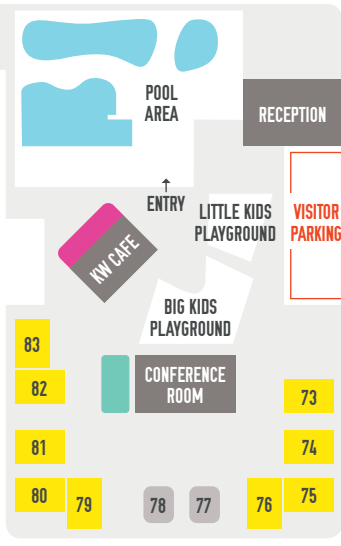 POOL
AREA
RECEPTION
ENTRY
LITTLE KIDS
PLAYGROUND
VISITOR
PARKING
KW CAFE
BIG KIDS
PLAYGROUND
83
82
CONFERENCE
ROOM
73
81
74
80
79
78
77
76
75